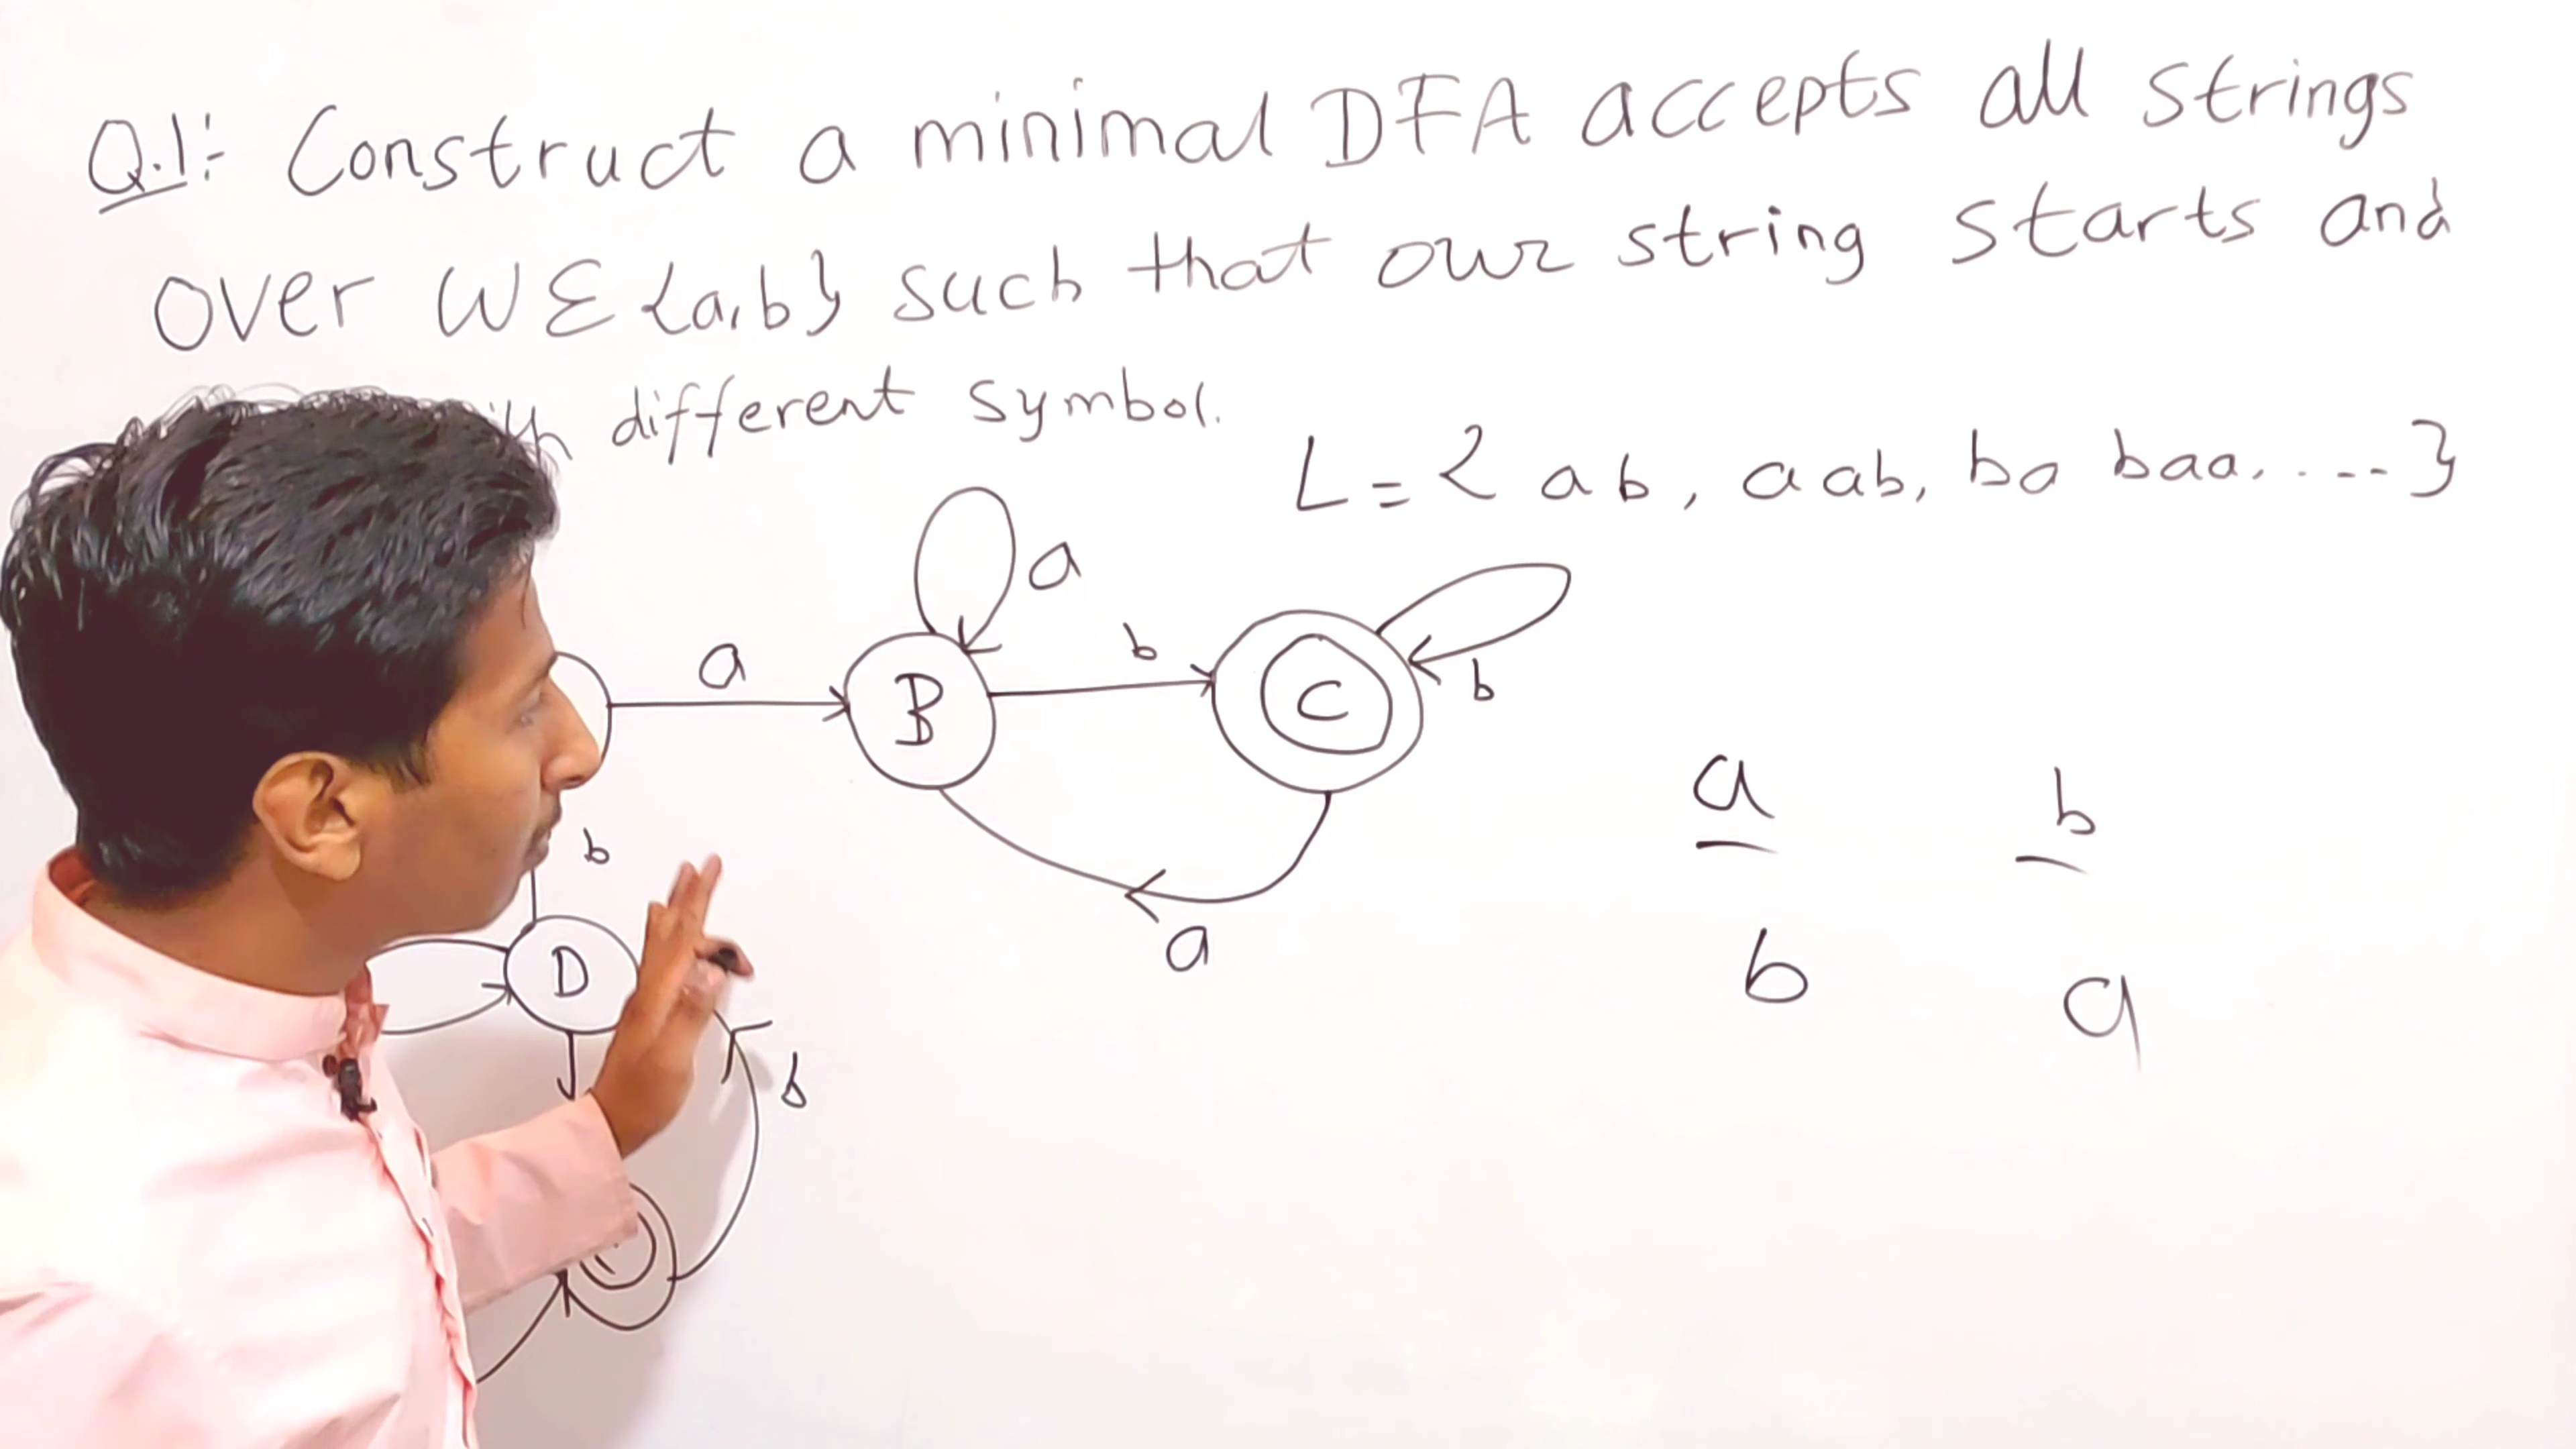 Q.1:- Construct a minimal DFA accepts all strings
over W Ɛ {a,b} such that our string starts and
different symbol.
L = { ab, aab, ba baa, .... }
a
a
b
B
C
b
b
a
D
b
a
b
b
a